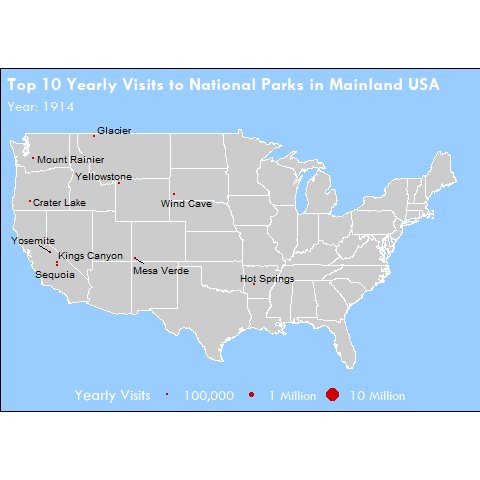 Top 10 Yearly Visits to National Parks in Mainland USA
Year: 1914
Glacier
Mount Rainier
Yellowstone
Crater Lake
Wind Cave
Yosemite
Kings Canyon
Sequoia
Mesa Verde
Hot Springs
Yearly Visits 100,000 1 Million 10 Million